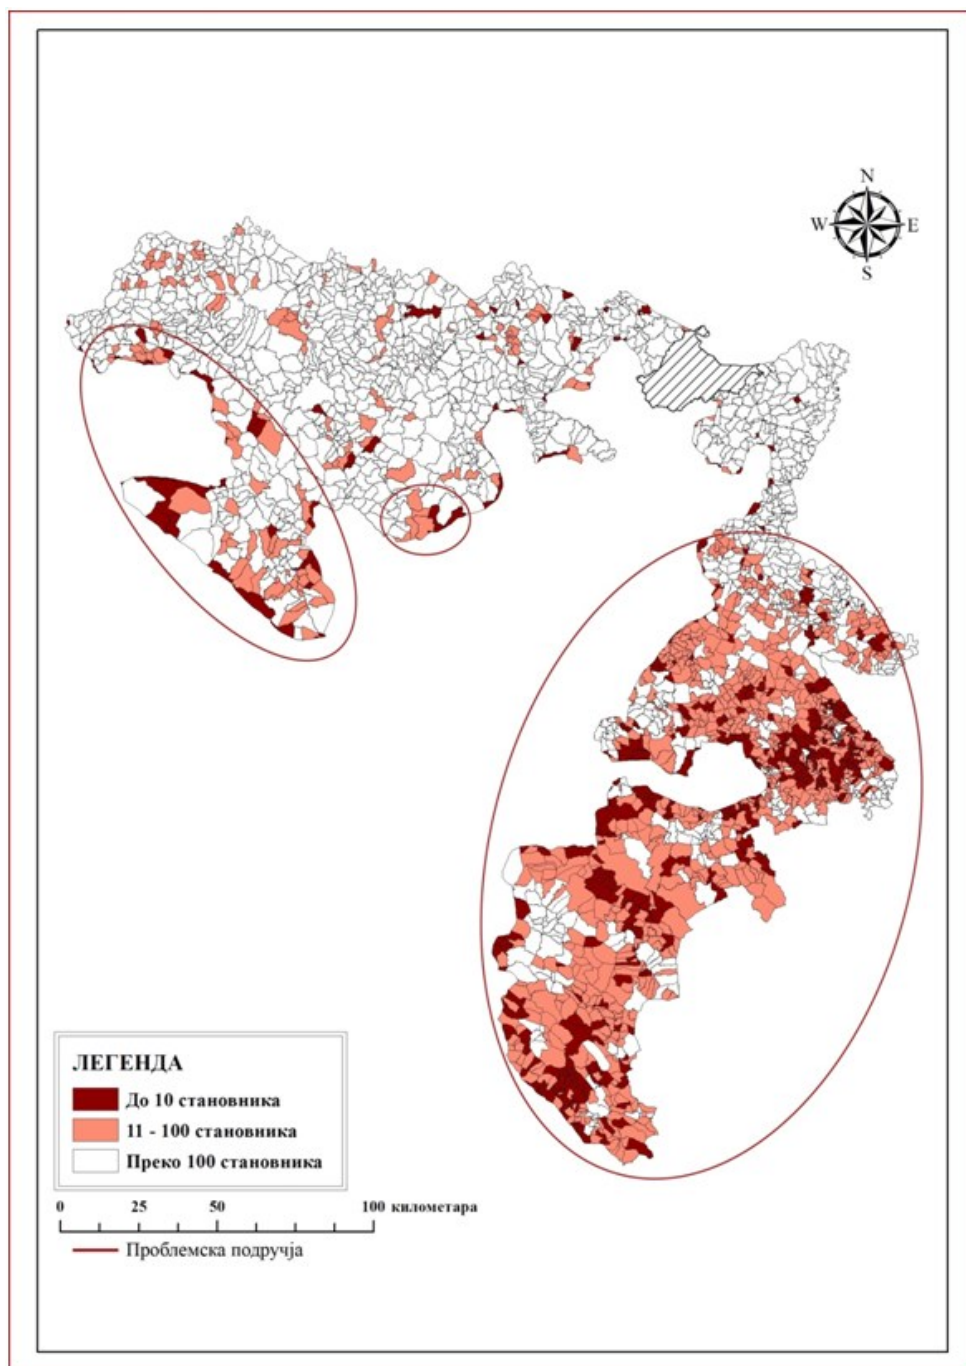 N
W E
S
ЛЕГЕНДА
До 10 становника
11 - 100 становника
Преко 100 становника
0 25 50 100 километара
Проблемска подручја